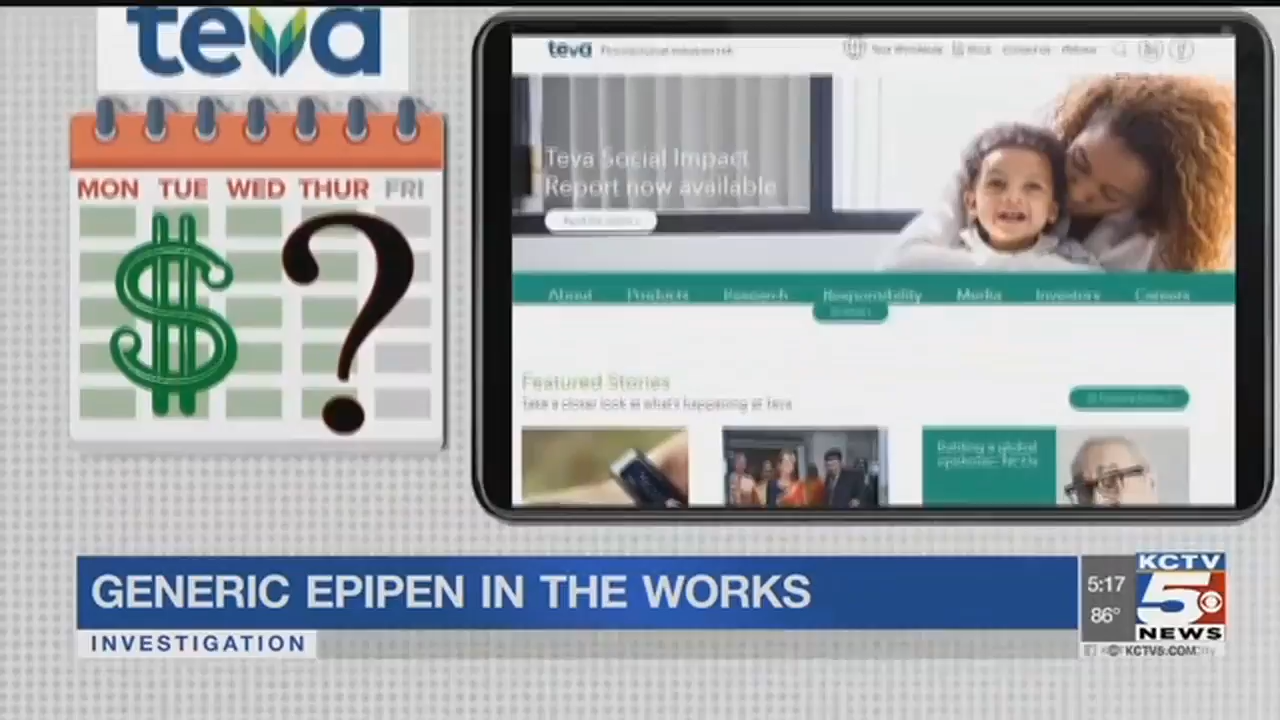 teva
MON TUE WED THUR FRI
$ ?
teva
Teva Social Impact
Report now available
About Products Research Responsibility Media Investors Careers
Featured Stories
Take a closer look at what's happening at Teva
Building a global
GENERIC EPIPEN IN THE WORKS
INVESTIGATION
5:17
86°
KCTV
5
NEWS
KCTV5.COM